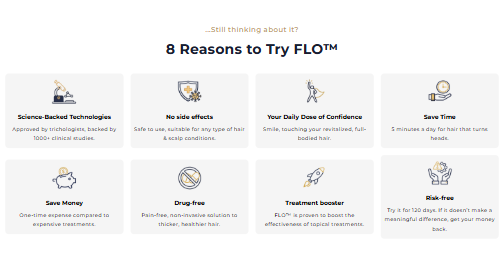 ...Still thinking about it?
8 Reasons to Try FLO™
Science-Backed Technologies
Approved by trichologists, backed by
1000+ clinical studies.
No side effects
Safe to use, suitable for any type of hair
& scalp conditions.
Your Daily Dose of Confidence
Smile, touching your revitalized, full-
bodied hair.
Save Time
5 minutes a day for hair that turns
heads.
Save Money
One-time expense compared to
expensive treatments.
Drug-free
Pain-free, non-invasive solution to
thicker, healthier hair.
Treatment booster
FLO™ is proven to boost the
effectiveness of topical treatments.
Risk-free
Try it for 120 days. If it doesn't make a
meaningful difference, get your money
back.